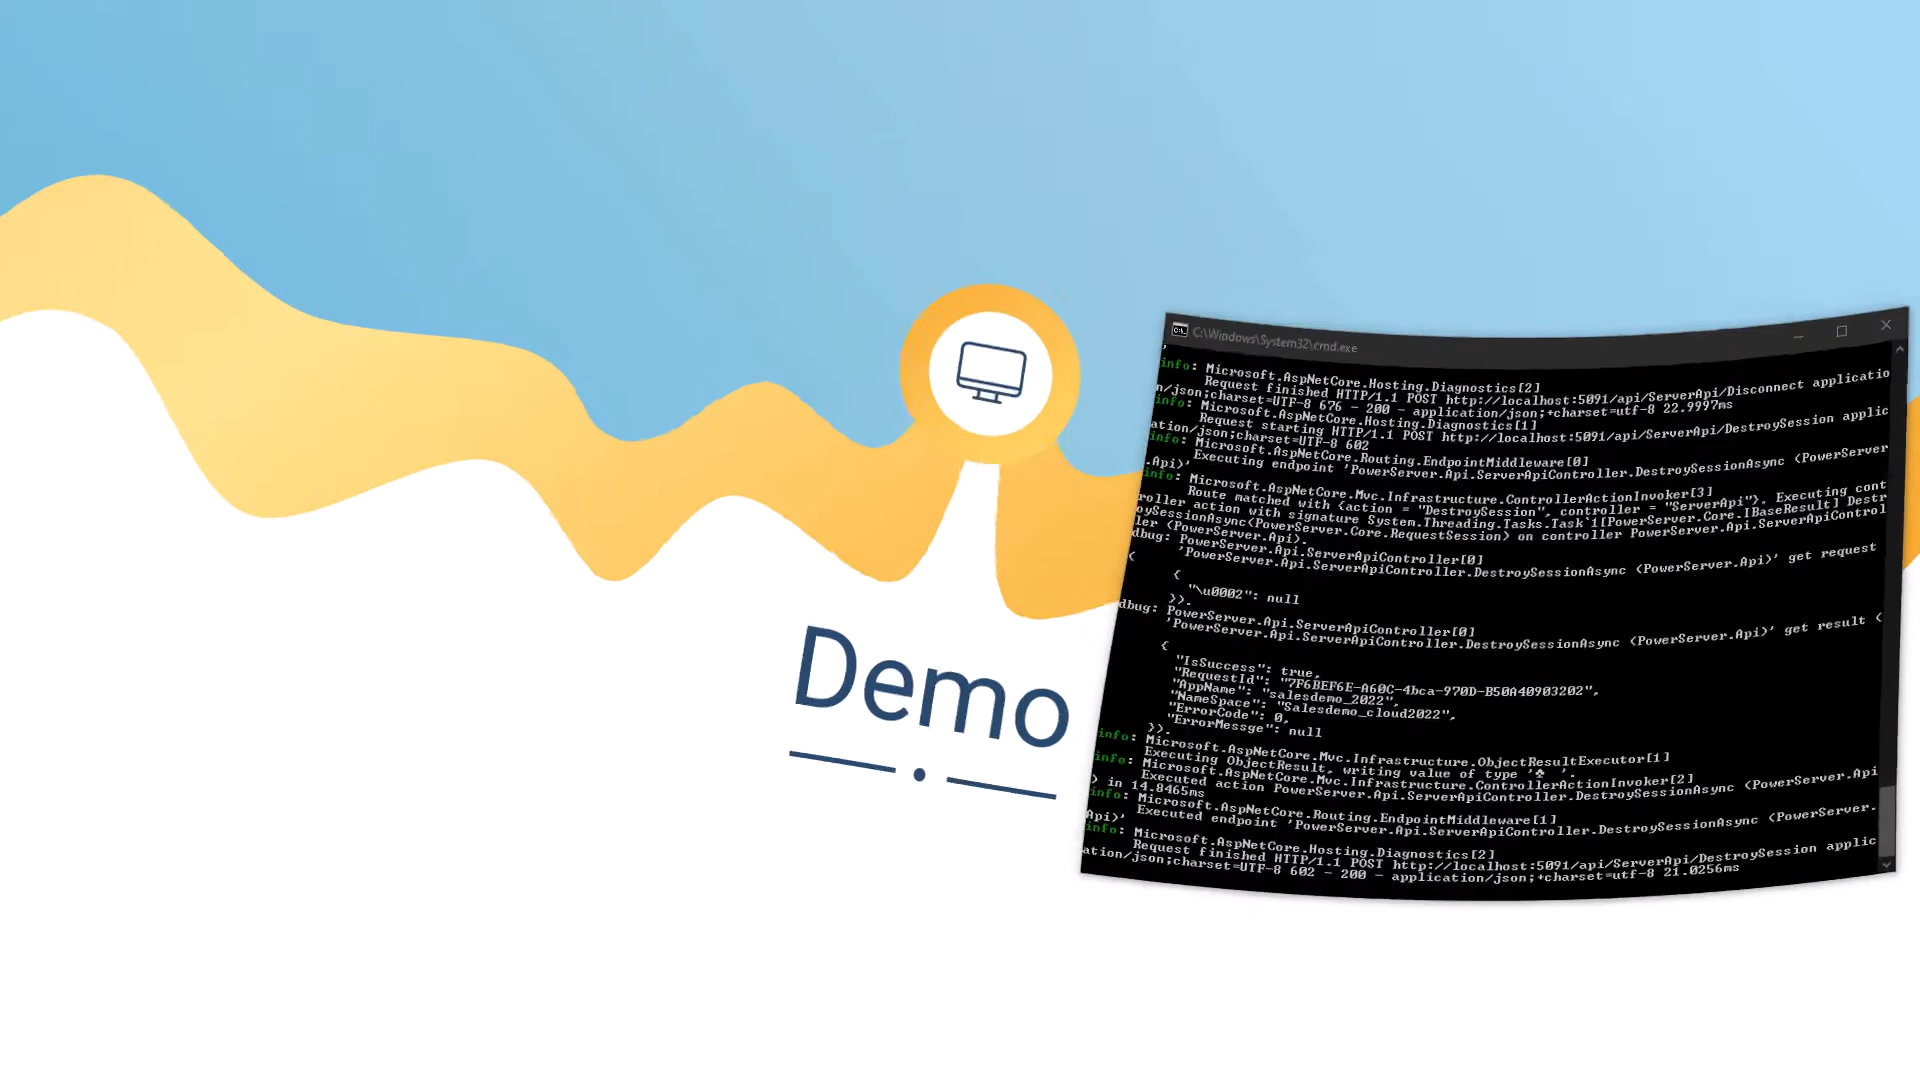 Demo
C:\Windows\System32\cmd.exe
info: Microsoft.AspNetCore.Hosting.Diagnostics[2]
Request finished HTTP/1.1 POST http://localhost:5091/api/ServerApi/Disconnect applicatio
n/json;charset=UTF-8 676 - 200 - application/json;+charset=utf-8 22.9997ms
info: Microsoft.AspNetCore.Hosting.Diagnostics[1]
Request starting HTTP/1.1 POST http://localhost:5091/api/ServerApi/DestroySession applic
ation/json;charset=UTF-8 602
info: Microsoft.AspNetCore.Routing.EndpointMiddleware[0]
Executing endpoint 'PowerServer.Api.ServerApiController.DestroySessionAsync (PowerServer
.Api)'
info: Microsoft.AspNetCore.Mvc.Infrastructure.ControllerActionInvoker[3]
Route matched with {action = "DestroySession", controller = "ServerApi"}. Executing cont
roller action with signature System.Threading.Tasks.Task`1[PowerServer.Core.IBaseResult] Destr
oySessionAsync(PowerServer.Core.RequestSession) on controller PowerServer.Api.ServerApiControl
ler (PowerServer.Api).
dbug: PowerServer.Api.ServerApiController[0]
'PowerServer.Api.ServerApiController.DestroySessionAsync (PowerServer.Api)' get request
(
{
"\u0002": null
}).
dbug: PowerServer.Api.ServerApiController[0]
'PowerServer.Api.ServerApiController.DestroySessionAsync (PowerServer.Api)' get result (
{
"IsSuccess": true,
"RequestId": "7F6BEF6E-A60C-4bca-970D-B50A40903202",
"AppName": "salesdemo_2022",
"NameSpace": "Salesdemo_cloud2022",
"ErrorCode": 0,
"ErrorMessge": null
}).
info: Microsoft.AspNetCore.Mvc.Infrastructure.ObjectResultExecutor[1]
Executing ObjectResult, writing value of type '♣ '.
info: Microsoft.AspNetCore.Mvc.Infrastructure.ControllerActionInvoker[2]
Executed action PowerServer.Api.ServerApiController.DestroySessionAsync (PowerServer.Api
) in 14.8465ms
info: Microsoft.AspNetCore.Routing.EndpointMiddleware[1]
Executed endpoint 'PowerServer.Api.ServerApiController.DestroySessionAsync (PowerServer.
Api)'
info: Microsoft.AspNetCore.Hosting.Diagnostics[2]
Request finished HTTP/1.1 POST http://localhost:5091/api/ServerApi/DestroySession applic
ation/json;charset=UTF-8 602 - 200 - application/json;+charset=utf-8 21.0256ms